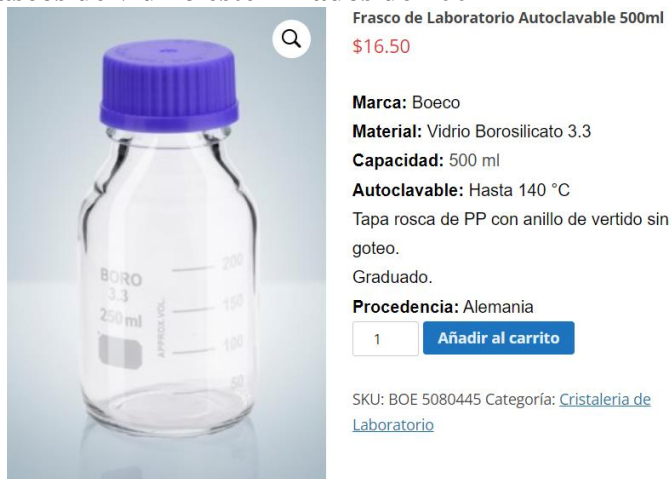 Frasco de Laboratorio Autoclavable 500ml
$16.50
Marca: Boeco
Material: Vidrio Borosilicato 3.3
Capacidad: 500 ml
Autoclavable: Hasta 140 °C
Tapa rosca de PP con anillo de vertido sin
goteo.
Graduado.
Procedencia: Alemania
1
Añadir al carrito
SKU: BOE 5080445 Categoría: Cristaleria de
Laboratorio
BORO
3.3
250 ml
APPROX.VOL.
200
150
100
50